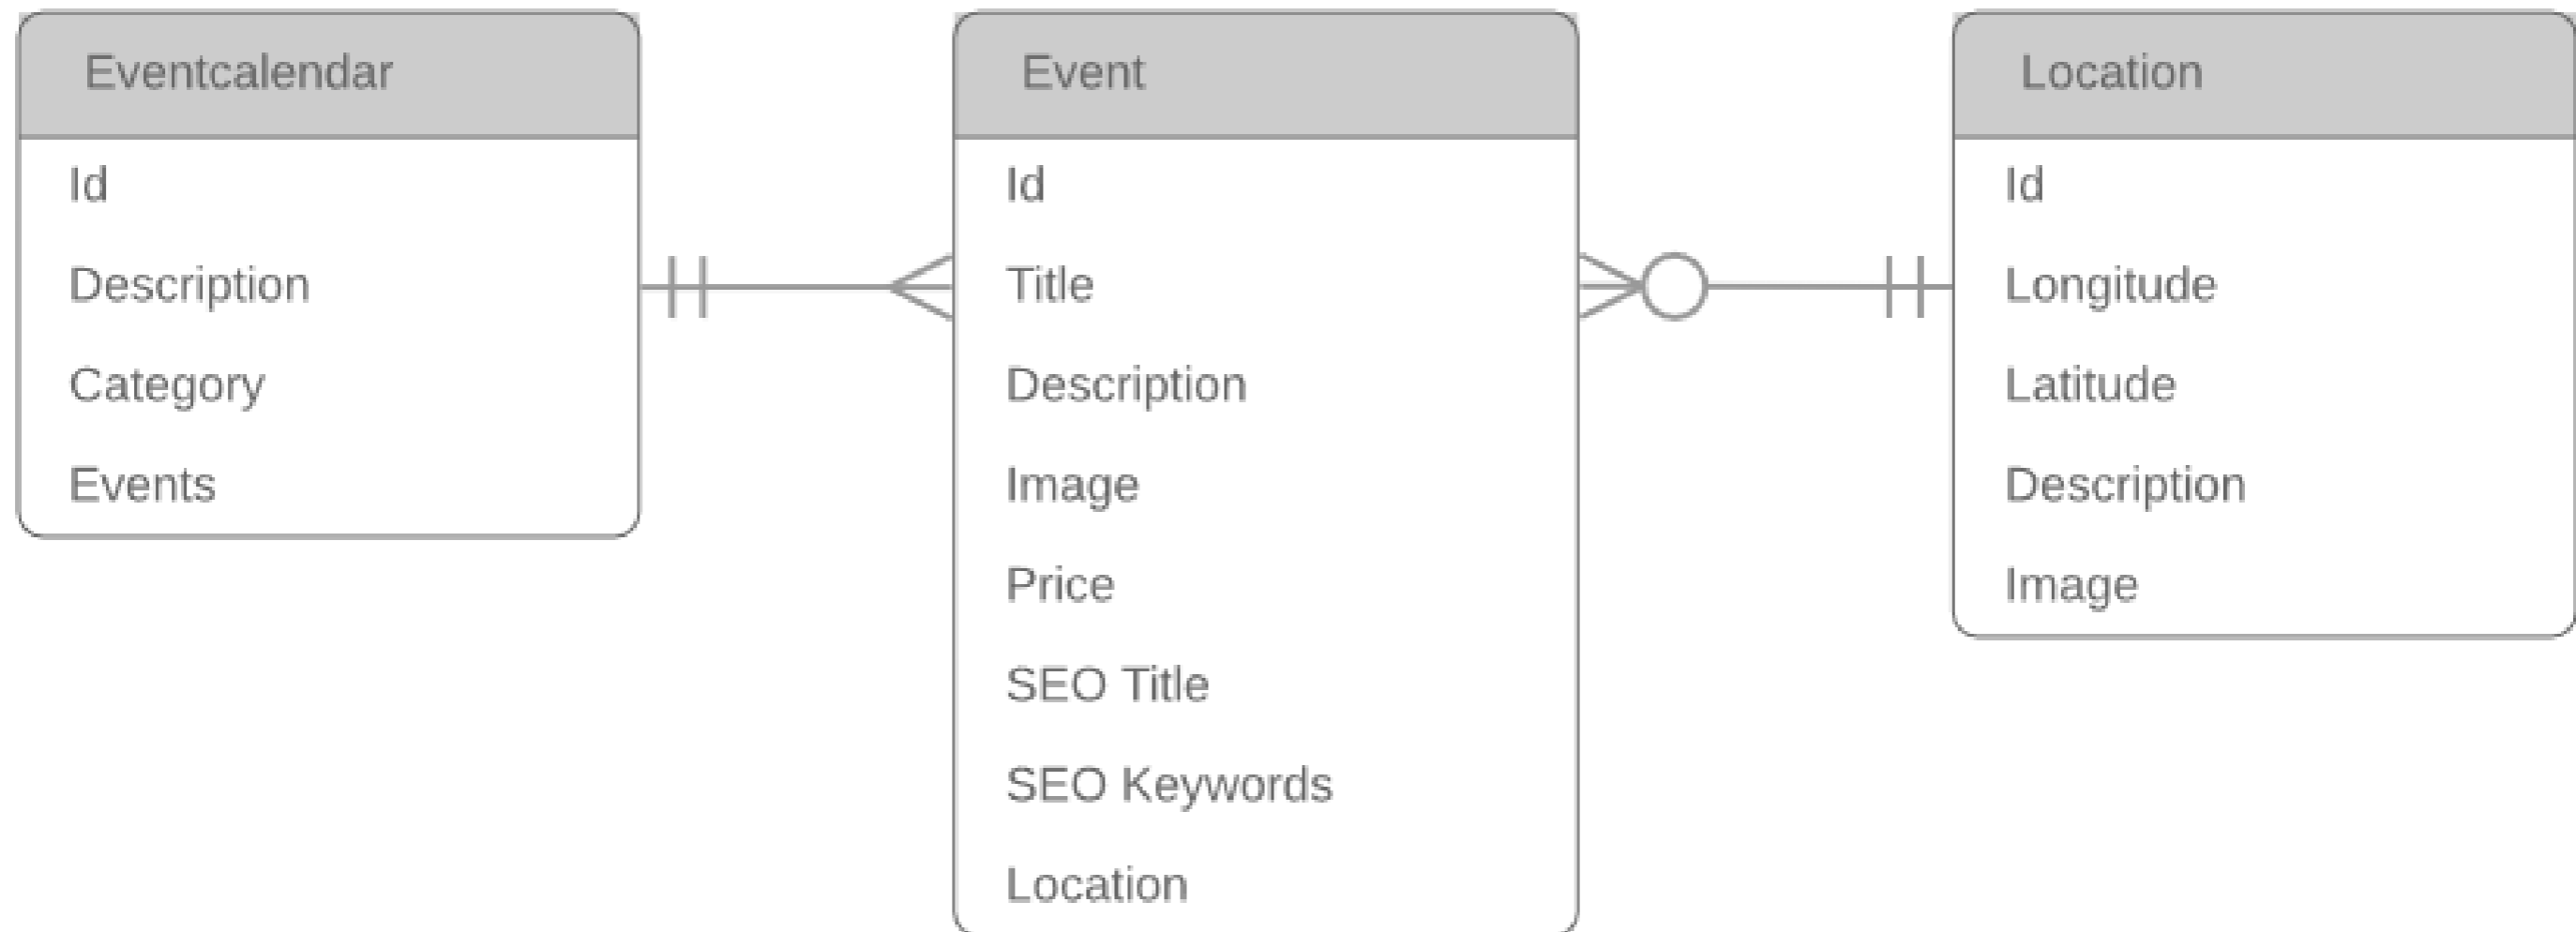 Eventcalendar
Id
Description
Category
Events
Event
Id
Title
Description
Image
Price
SEO Title
SEO Keywords
Location
Location
Id
Longitude
Latitude
Description
Image